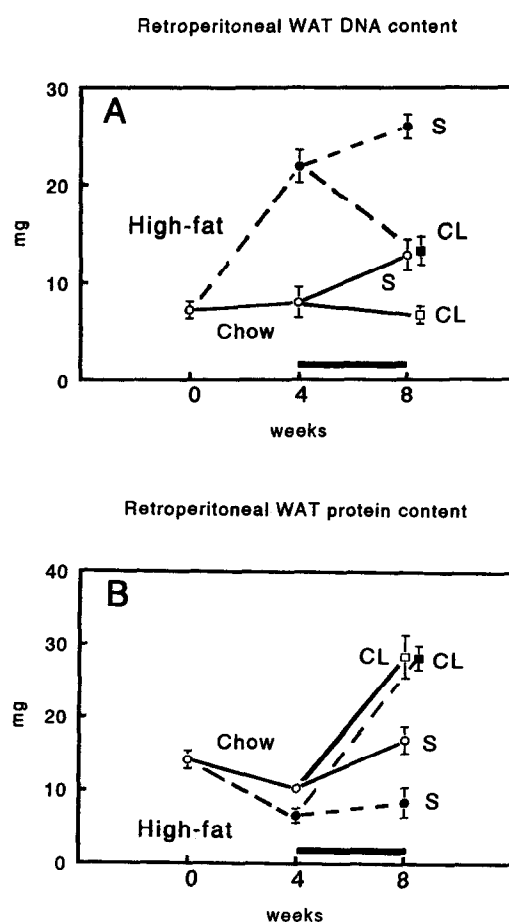 Retroperitoneal WAT DNA content
30
A
S
20
mg
High-fat
CL
S
10
CL
Chow
0
0 4 8
weeks
Retroperitoneal WAT protein content
40
B
30
CL CL
mg
20
Chow
S
10
S
High-fat
0
0 4 8
weeks